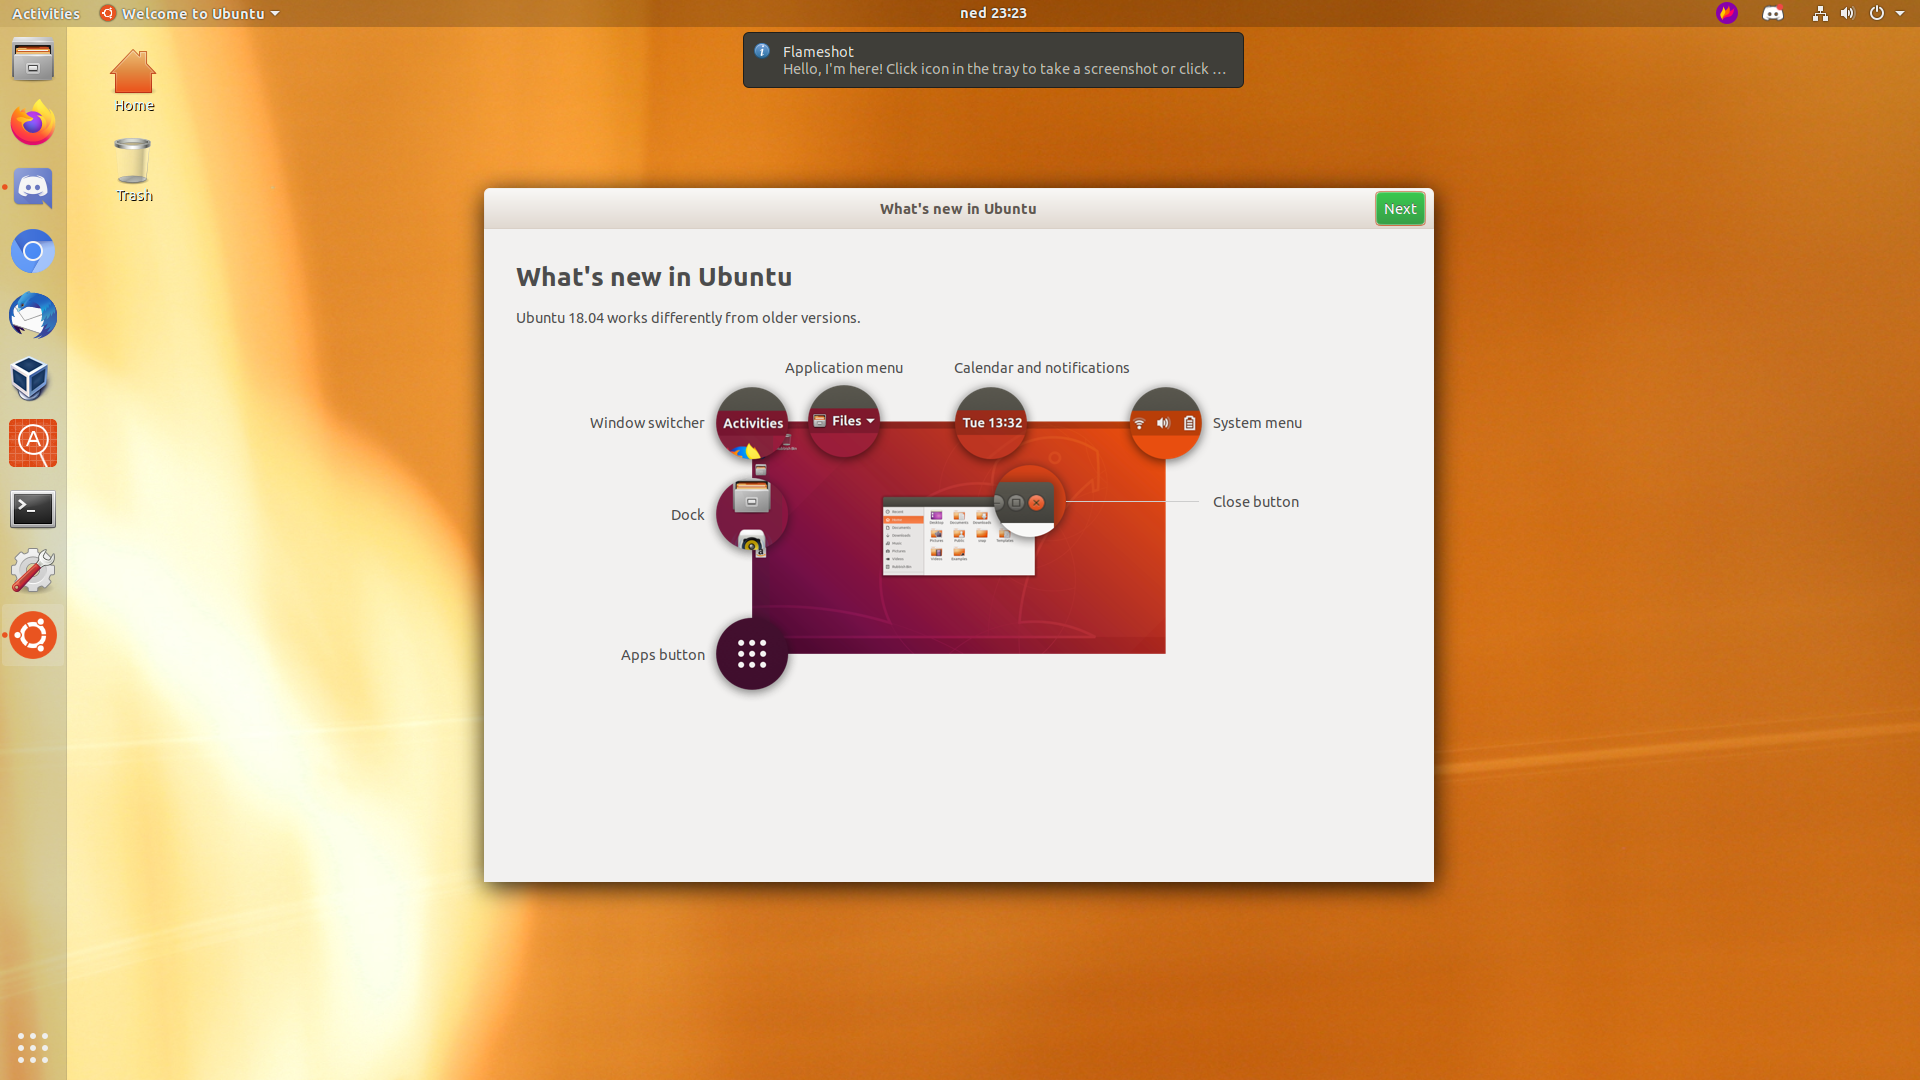 Activities
Welcome to Ubuntu
ned 23:23
Flameshot
Hello, I'm here! Click icon in the tray to take a screenshot or click …
Home
Trash
What's new in Ubuntu
Next
What's new in Ubuntu
Ubuntu 18.04 works differently from older versions.
Application menu
Calendar and notifications
Window switcher
Activities
Files
Tue 13:32
System menu
Dock
Close button
Apps button